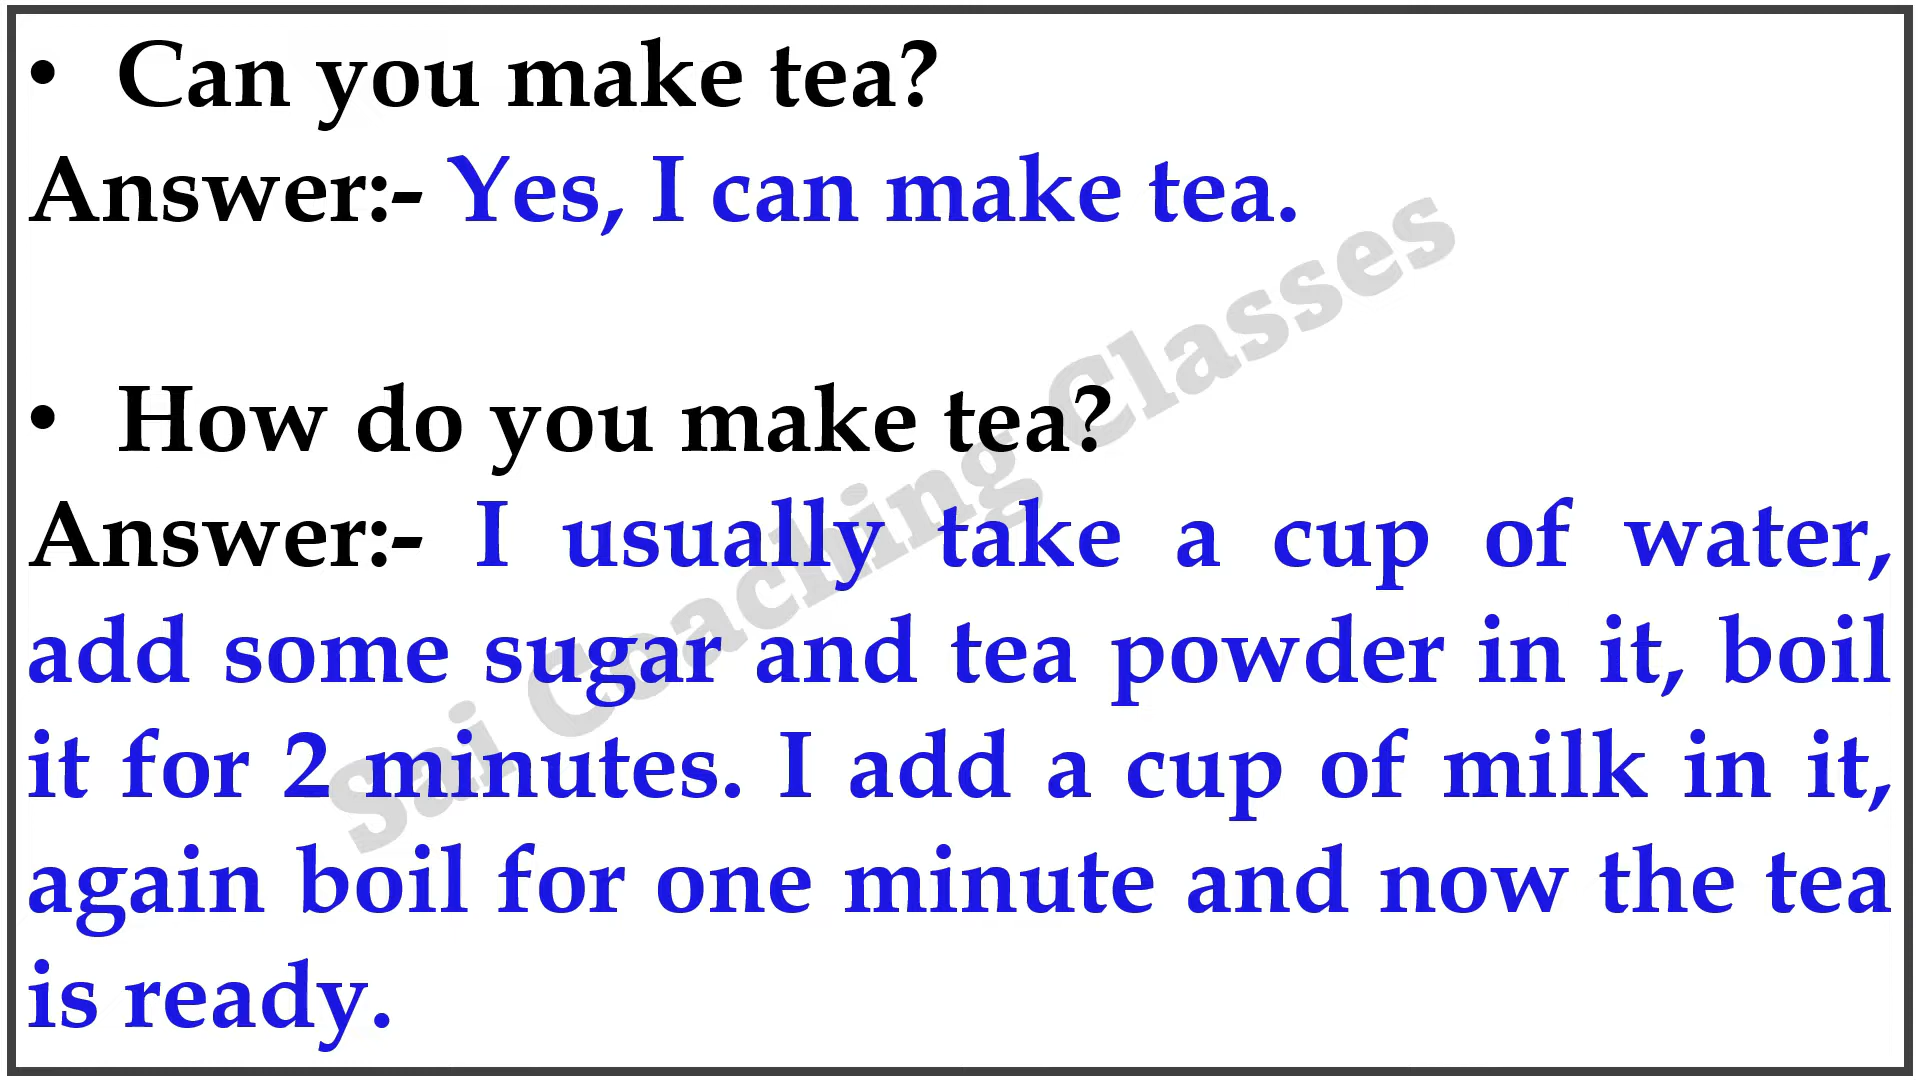 • Can you make tea?
Answer:- Yes, I can make tea.
• How do you make tea?
Answer:- I usually take a cup of water,
add some sugar and tea powder in it, boil
it for 2 minutes. I add a cup of milk in it,
again boil for one minute and now the tea
is ready.
Sai Coaching Classes